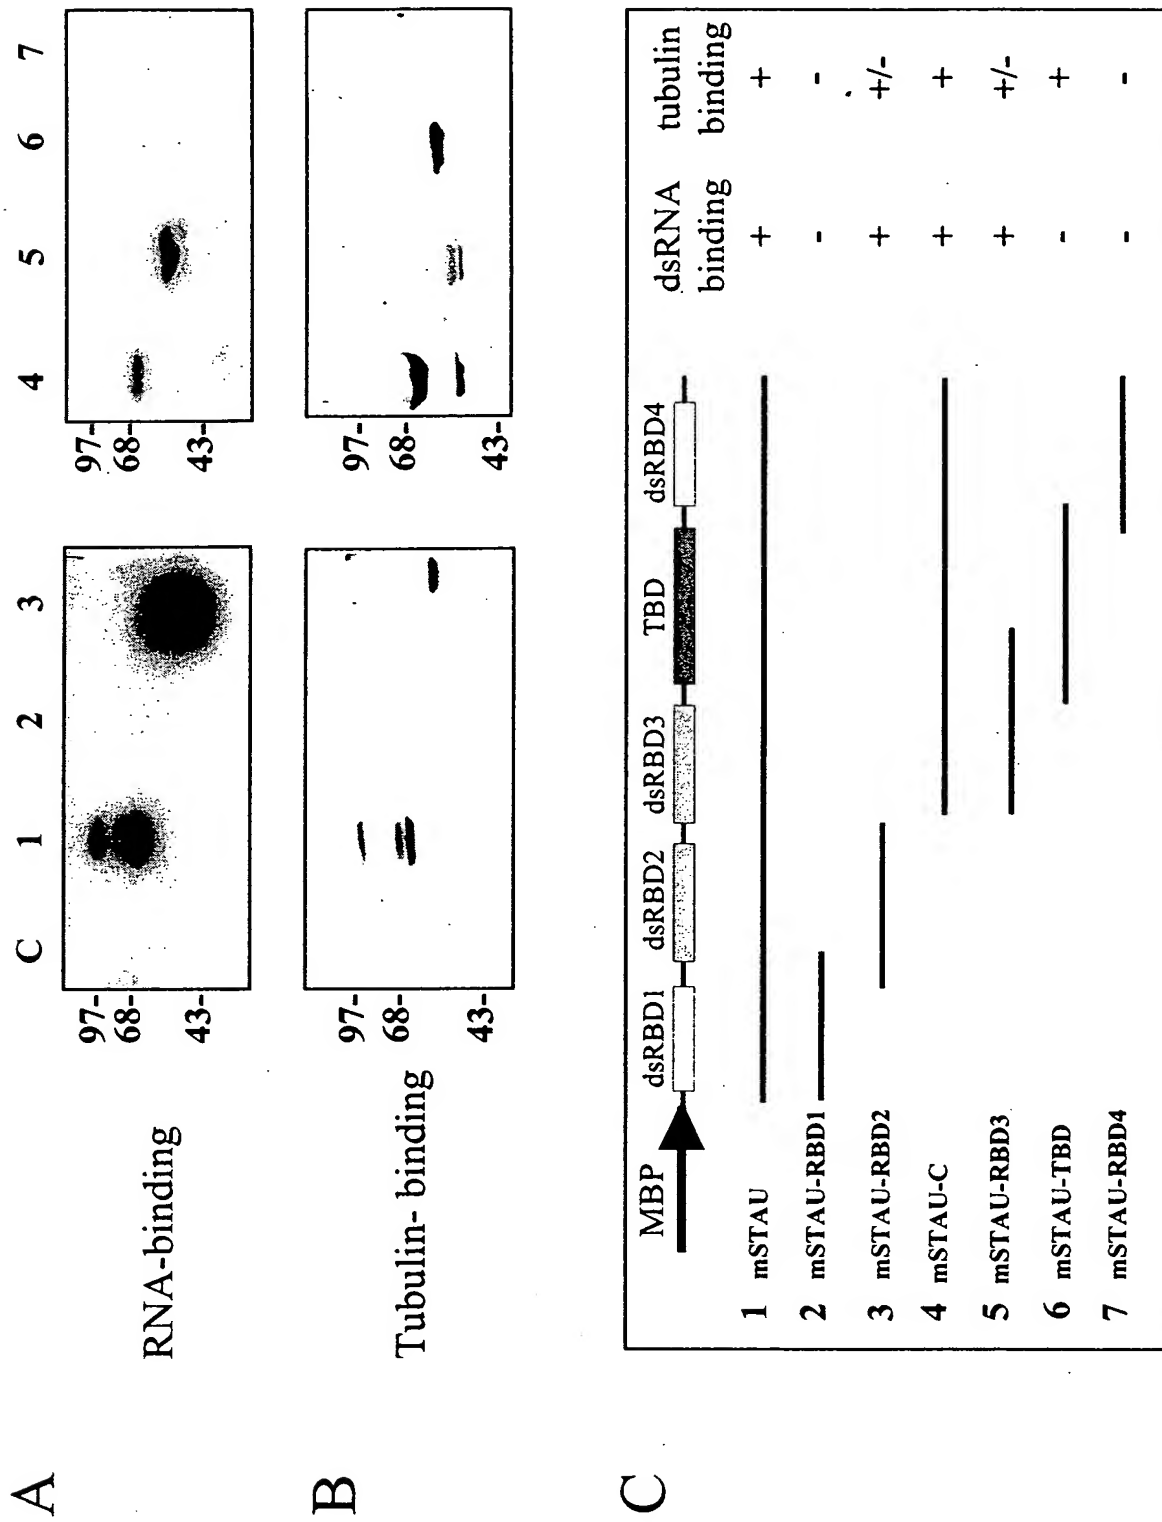 A
RNA-binding
C 1 2 3 4 5 6 7
97-
68-
43-
97-
68-
43-
B
Tubulin- binding
97-
68-
43-
97-
68-
43-
C
MBP dsRBD1 dsRBD2 dsRBD3 TBD dsRBD4 dsRNA binding tubulin binding
1 mSTAU + +
2 mSTAU-RBD1 - -
3 mSTAU-RBD2 + +/-
4 mSTAU-C + +
5 mSTAU-RBD3 + +/-
6 mSTAU-TBD - +
7 mSTAU-RBD4 - -